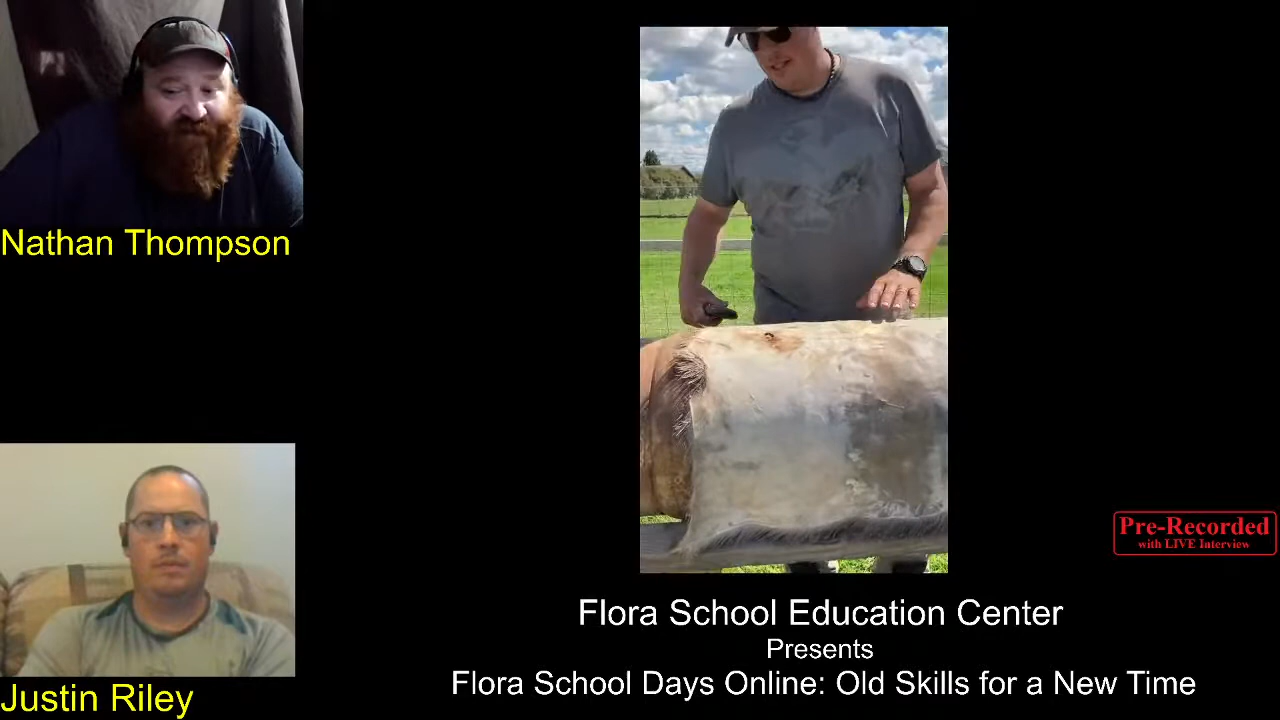 Nathan Thompson
Justin Riley
Pre-Recorded
with LIVE Interview
Flora School Education Center
Presents
Flora School Days Online: Old Skills for a New Time